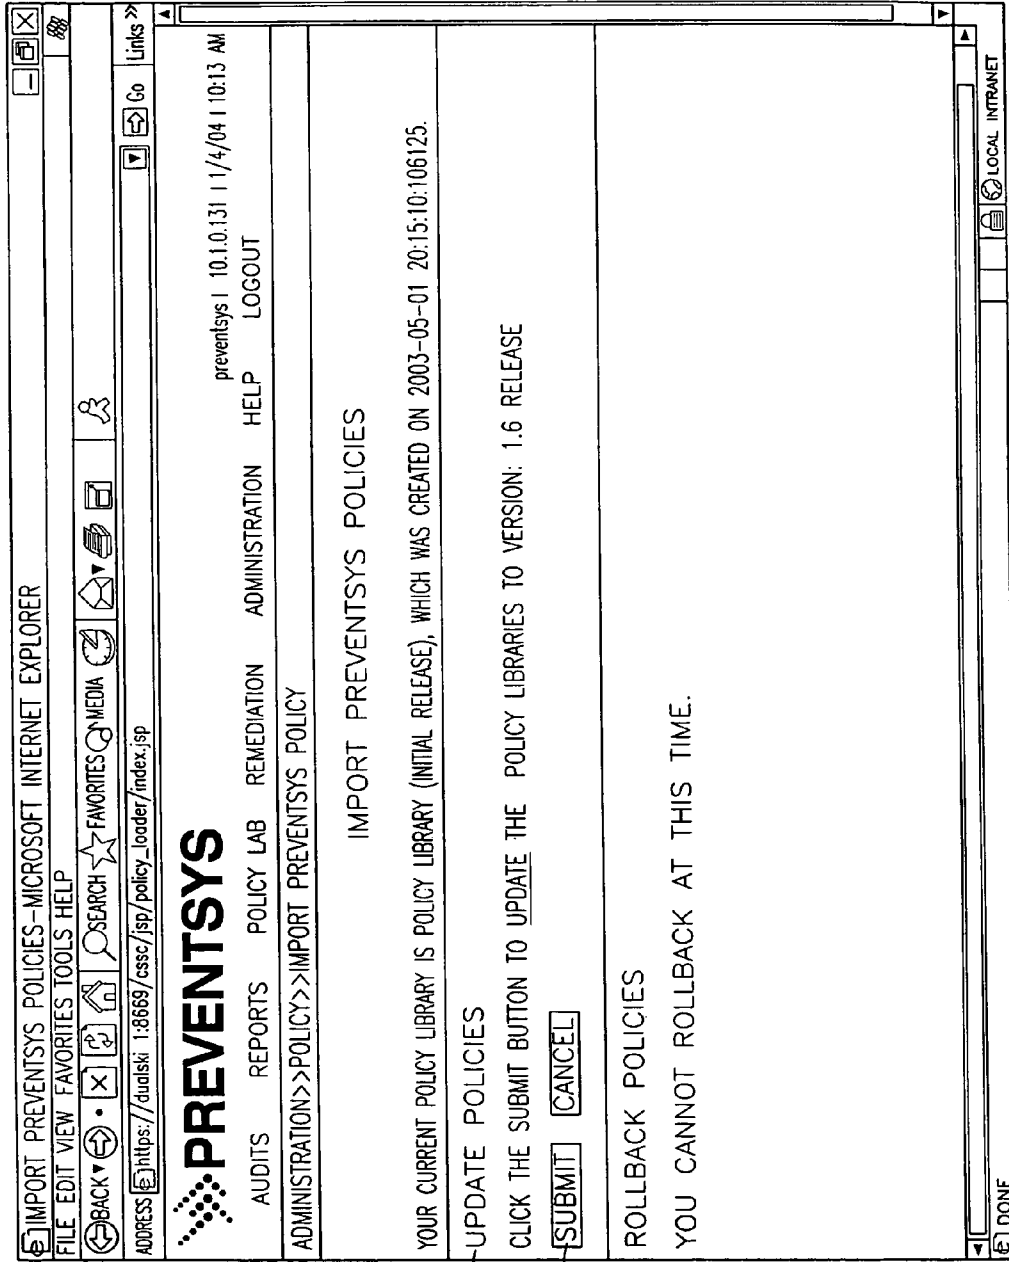 IMPORT PREVENTSYS POLICIES-MICROSOFT INTERNET EXPLORER
FILE EDIT VIEW FAVORITES TOOLS HELP
BACK SEARCH FAVORITES MEDIA
ADDRESS https://dualski 1:8669/cssc/jsp/policy_loader/index.jsp Go Links »
PREVENTSYS
preventsys | 10.1.0.131 | 1/4/04 | 10:13 AM
AUDITS REPORTS POLICY LAB REMEDIATION ADMINISTRATION HELP LOGOUT
ADMINISTRATION>>POLICY>>IMPORT PREVENTSYS POLICY
IMPORT PREVENTSYS POLICIES
YOUR CURRENT POLICY LIBRARY IS POLICY LIBRARY (INITIAL RELEASE), WHICH WAS CREATED ON 2003-05-01 20:15:10:106125.
UPDATE POLICIES
CLICK THE SUBMIT BUTTON TO UPDATE THE POLICY LIBRARIES TO VERSION: 1.6 RELEASE
SUBMIT CANCEL
ROLLBACK POLICIES
YOU CANNOT ROLLBACK AT THIS TIME.
DONE LOCAL INTRANET